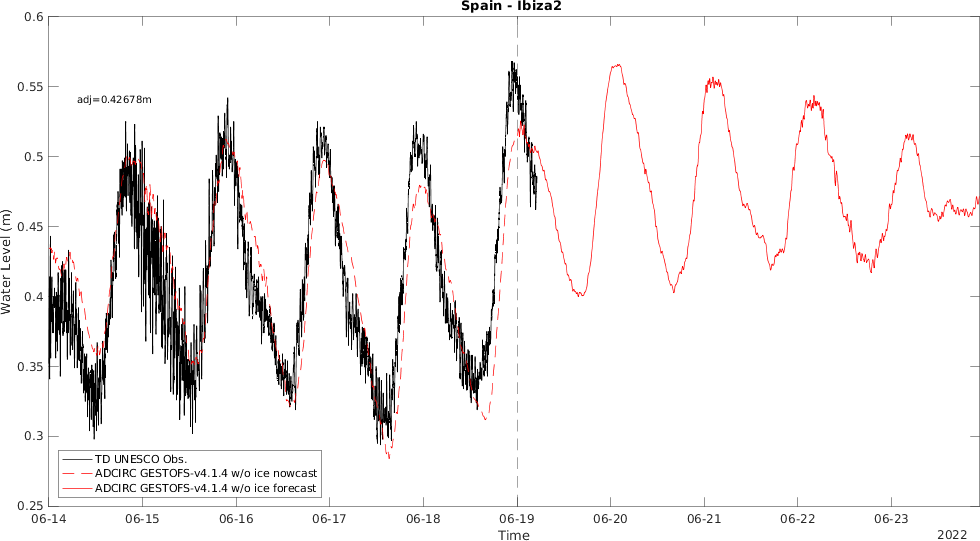 Spain - Ibiza2
0.6
0.55
0.5
0.45
0.4
0.35
0.3
0.25
Water Level (m)
adj=0.42678m
TD UNESCO Obs.
ADCIRC GESTOFS-v4.1.4 w/o ice nowcast
ADCIRC GESTOFS-v4.1.4 w/o ice forecast
06-14 06-15 06-16 06-17 06-18 06-19 06-20 06-21 06-22 06-23
Time
2022